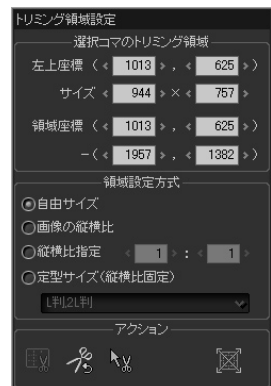 トリミング領域設定
選択コマのトリミング領域
左上座標 ( < 1013 > , < 625 > )
サイズ < 944 > × < 757 >
領域座標 ( < 1013 > , < 625 > )
－( < 1957 > , < 1382 > )
領域設定方式
自由サイズ
画像の縦横比
縦横比指定 < 1 > : < 1 >
定型サイズ(縦横比固定)
L判,2L判
アクション